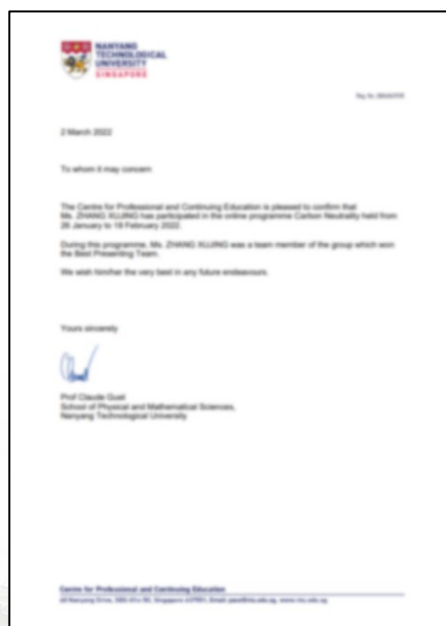 NANYANG
TECHNOLOGICAL
UNIVERSITY
SINGAPORE
2 March 2022
To whom it may concern
The Centre for Professional and Continuing Education is pleased to confirm that
Ms. ZHANG XUJING has participated in the online programme Carbon Neutrality held from
to 19 February 2022.
During this programme, Ms. ZHANG XUJING was a team member of the group which won
the Best Presenting Team.
We wish him/her the very best in any future endeavours.
Yours sincerely
Prof Claude Guet
School of Physical and Mathematical Sciences,
Nanyang Technological University
Centre for Professional and Continuing Education